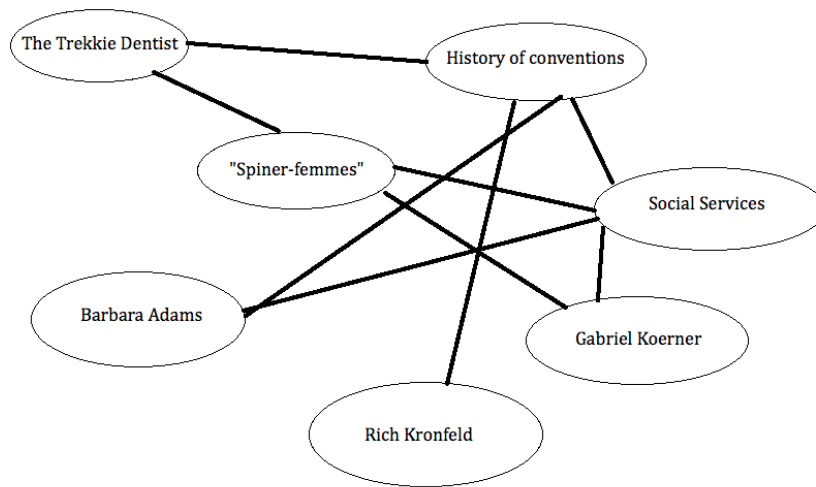 The Trekkie Dentist
History of conventions
"Spiner-femmes"
Social Services
Barbara Adams
Gabriel Koerner
Rich Kronfeld